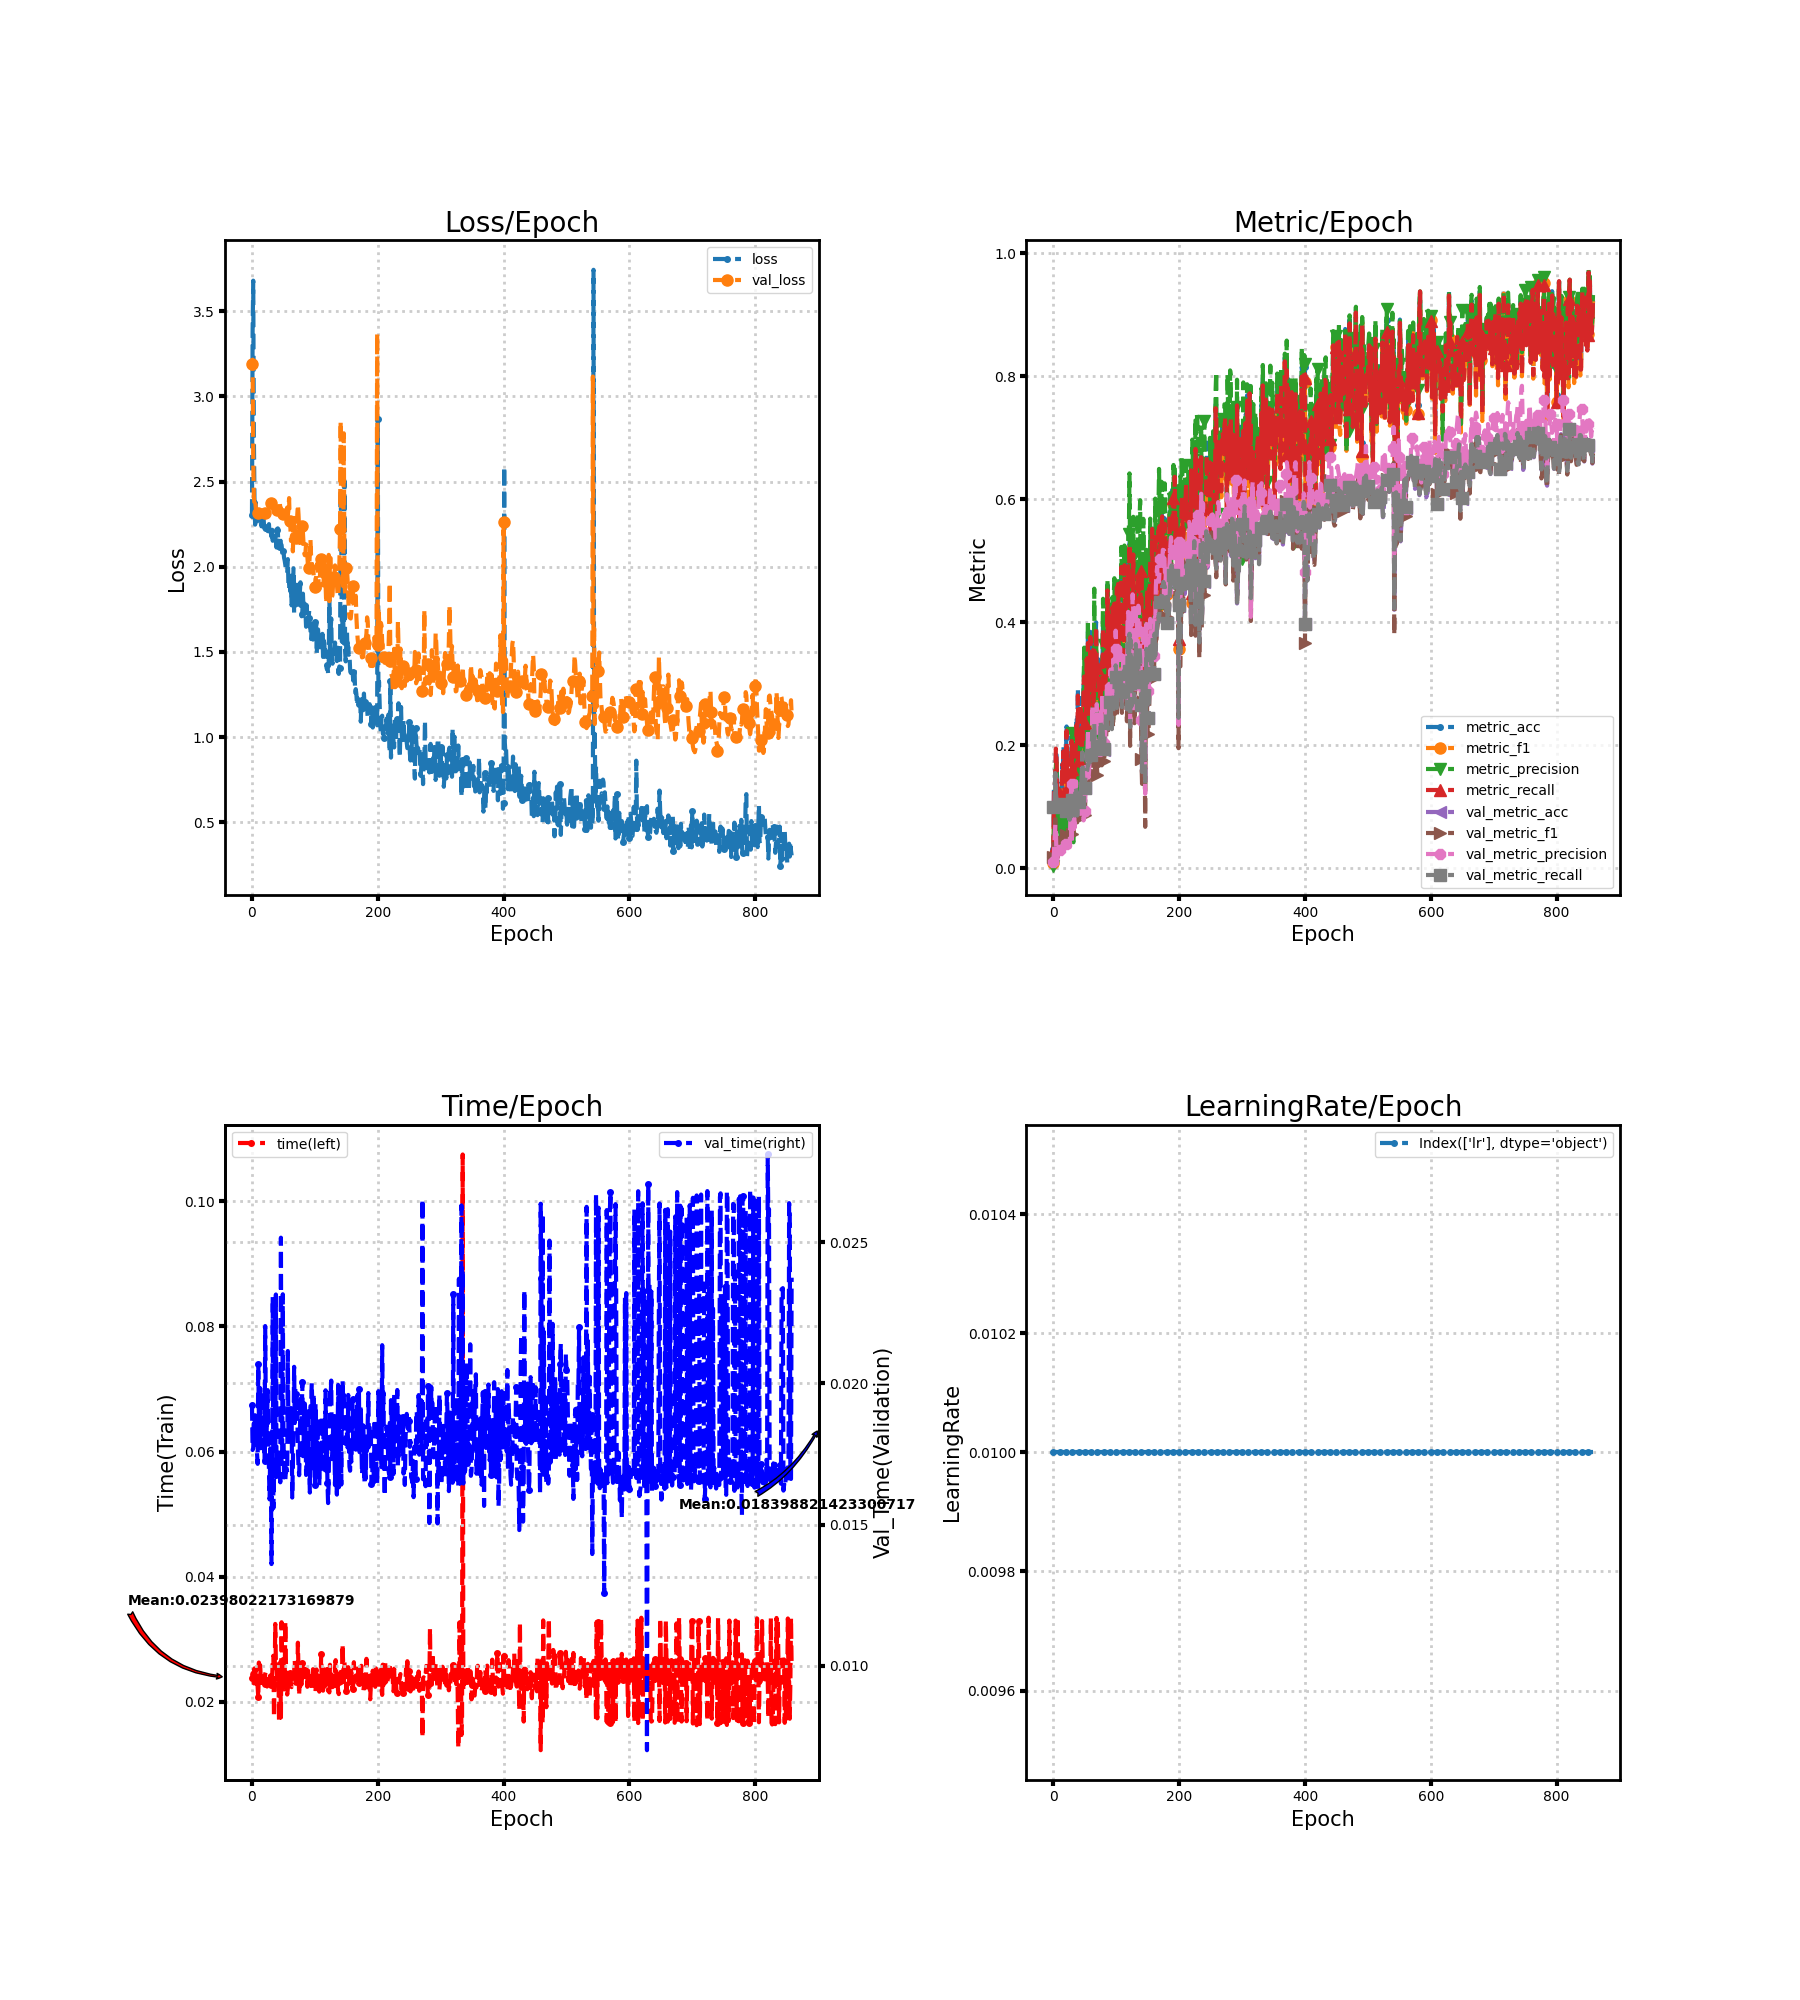 Loss/Epoch
loss
val_loss
3.5
3.0
2.5
2.0
1.5
1.0
0.5
Loss
0
200
400
600
800
Epoch
Metric/Epoch
1.0
0.8
0.6
0.4
0.2
0.0
Metric
metric_acc
metric_f1
metric_precision
metric_recall
val_metric_acc
val_metric_f1
val_metric_precision
val_metric_recall
0
200
400
600
800
Epoch
Time/Epoch
time(left)
val_time(right)
0.10
0.08
0.06
0.04
0.02
Time(Train)
0.025
0.020
0.015
0.010
Val_Time(Validation)
Mean:0.018398821423300717
Mean:0.02398022173169879
0
200
400
600
800
Epoch
LearningRate/Epoch
Index(['lr'], dtype='object')
0.0104
0.0102
0.0100
0.0098
0.0096
LearningRate
0
200
400
600
800
Epoch